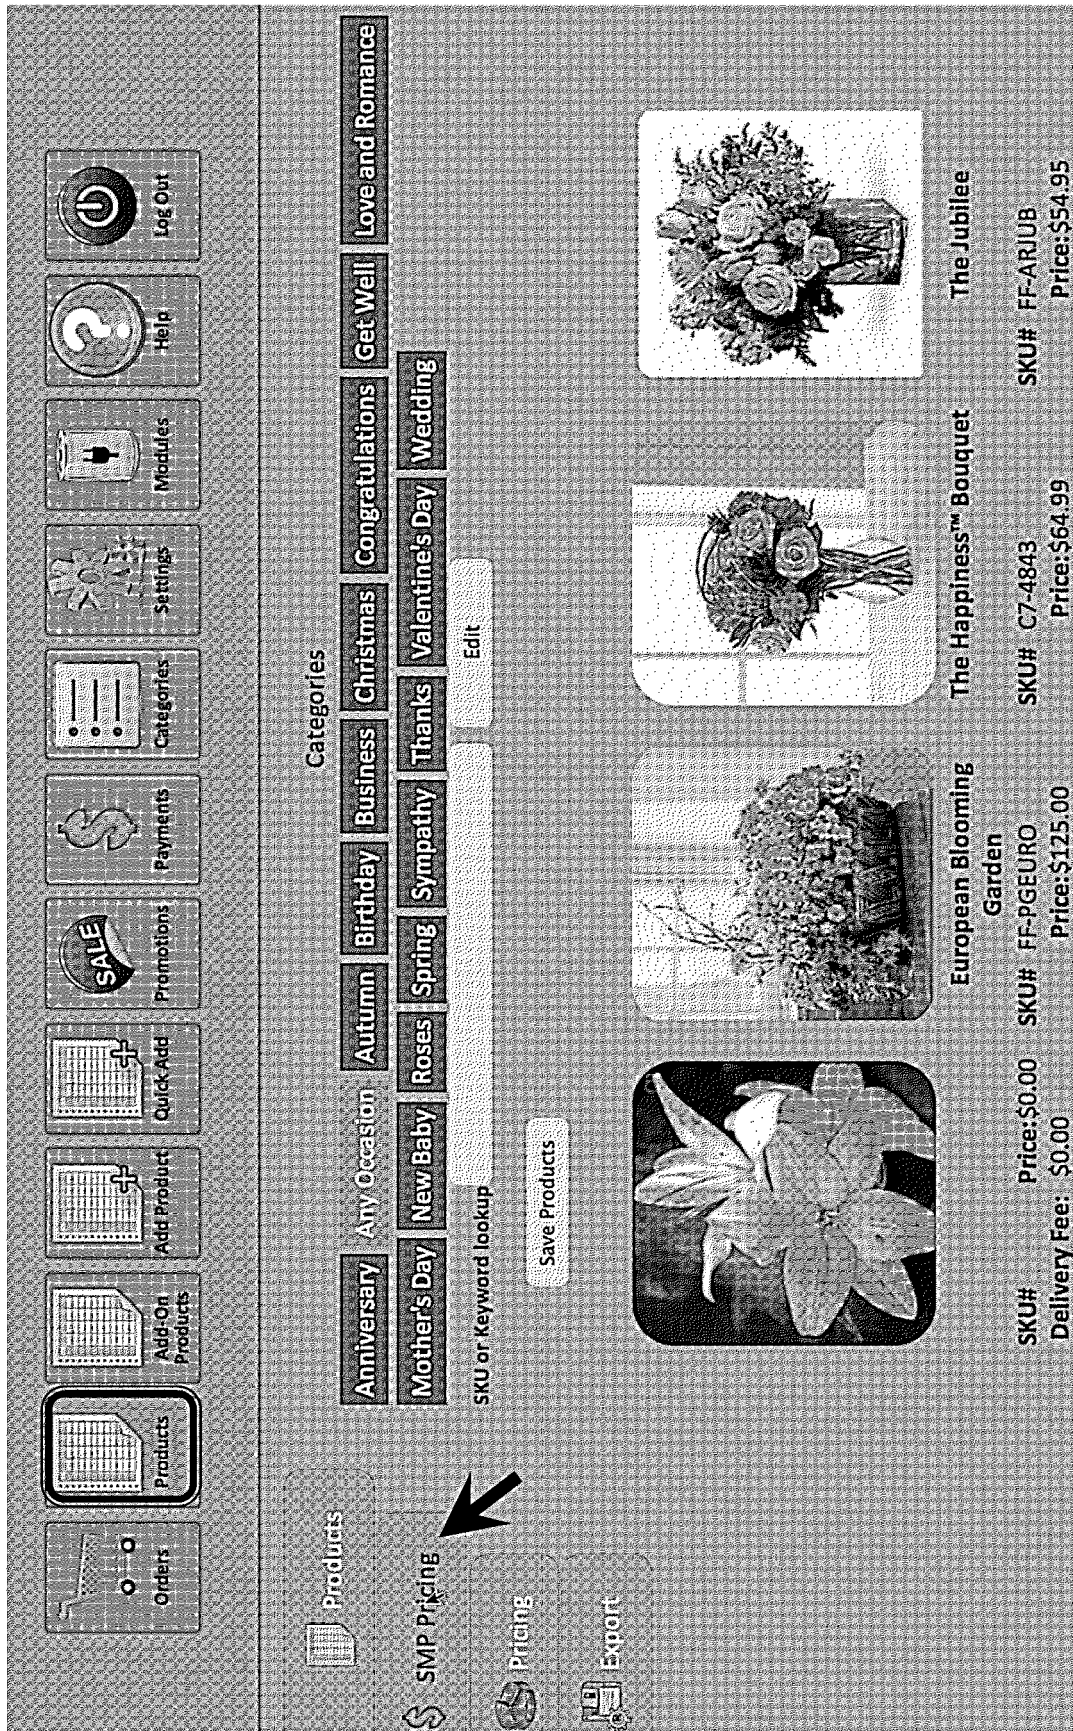 Orders
Products
Add-On
Products
Add Product
Quick Add
SALE
Promotions
Payments
Categories
Settings
Modules
Help
Log Out
Products
SMP Pricing
Pricing
Export
Categories
Anniversary Any Occasion Autumn Birthday Business Christmas Congratulations Get Well Love and Romance
Mother's Day New Baby Roses Spring Sympathy Thanks Valentine's Day Wedding
SKU or Keyword lookup Edit
Save Products
SKU# Price:$0.00
Delivery Fee: $0.00
European Blooming
Garden
SKU# FF-PGEURO
Price:$125.00
The Happiness™ Bouquet
SKU# C7-4843
Price:$64.99
The Jubilee
SKU# FF-ARJUB
Price:$54.95